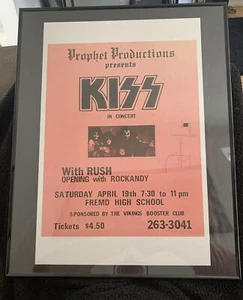 Prophet Productions
presents
KISS
IN CONCERT
With RUSH
OPENING with ROCKANDY
SATURDAY APRIL 19th 7:30 to 11 pm
FREMD HIGH SCHOOL
SPONSORED BY THE VIKINGS BOOSTER CLUB
Tickets $4.50 263-3041